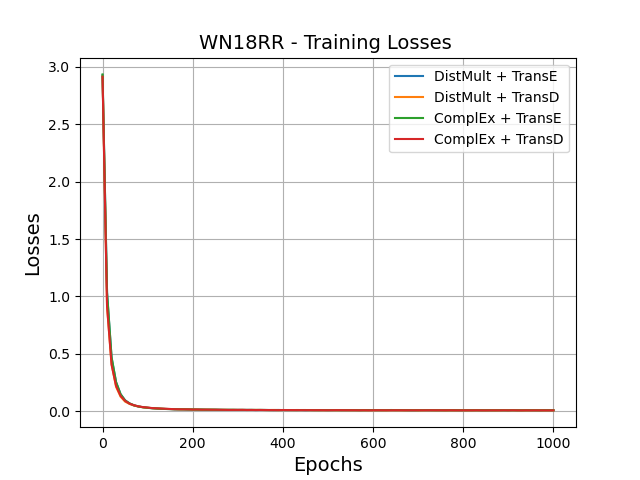 WN18RR - Training Losses
3.0
2.5
2.0
1.5
1.0
0.5
0.0
Losses
DistMult + TransE
DistMult + TransD
ComplEx + TransE
ComplEx + TransD
0 200 400 600 800 1000
Epochs